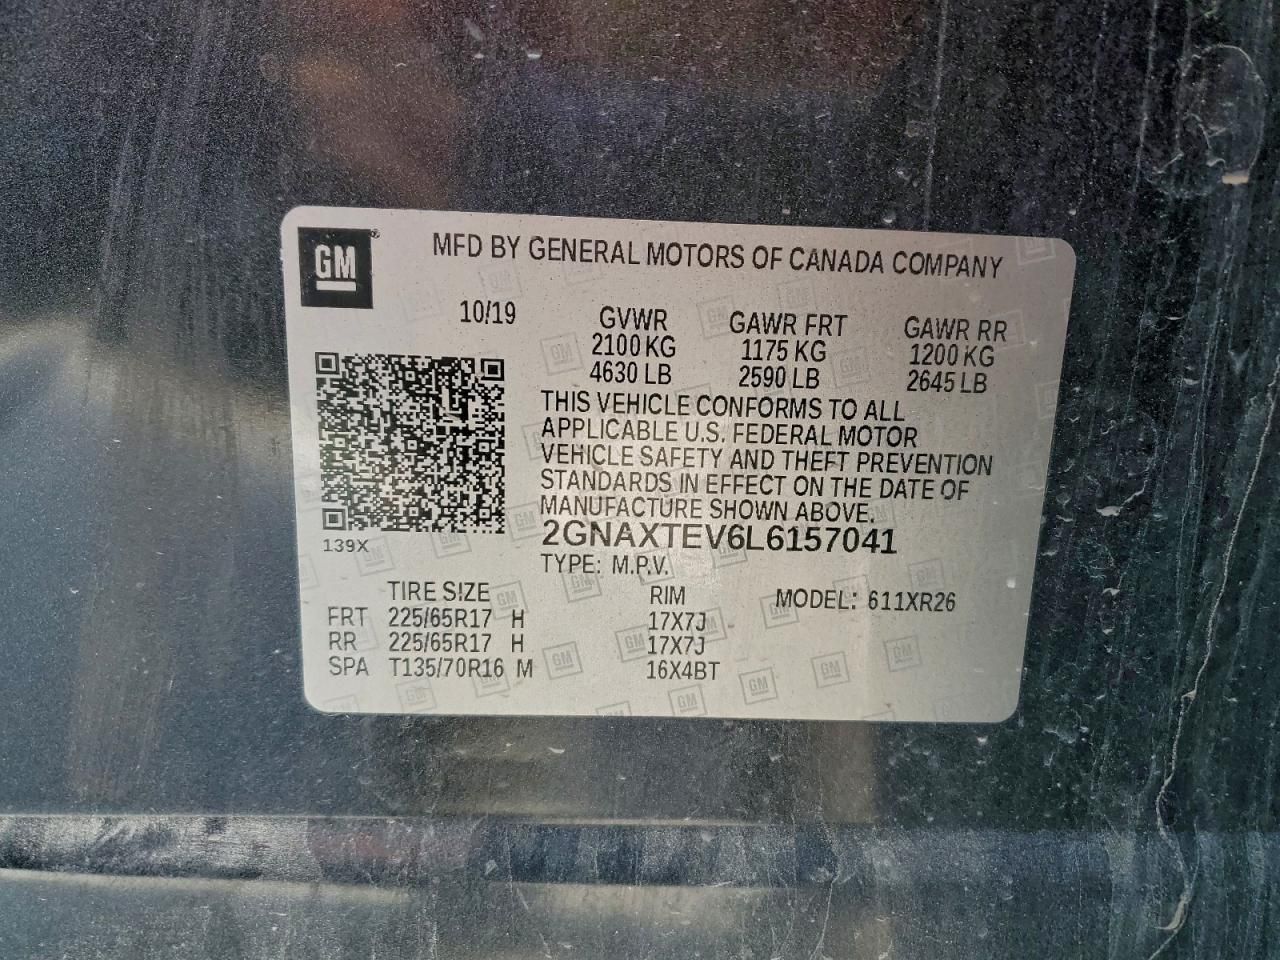 GM ®
MFD BY GENERAL MOTORS OF CANADA COMPANY
10/19 GVWR GAWR FRT GAWR RR
2100 KG 1175 KG 1200 KG
4630 LB 2590 LB 2645 LB
THIS VEHICLE CONFORMS TO ALL
APPLICABLE U.S. FEDERAL MOTOR
VEHICLE SAFETY AND THEFT PREVENTION
STANDARDS IN EFFECT ON THE DATE OF
MANUFACTURE SHOWN ABOVE.
139X
2GNAXTEV6L6157041
TYPE: M.P.V.
TIRE SIZE RIM MODEL: 611XR26
FRT 225/65R17 H 17X7J
RR 225/65R17 H 17X7J
SPA T135/70R16 M 16X4BT